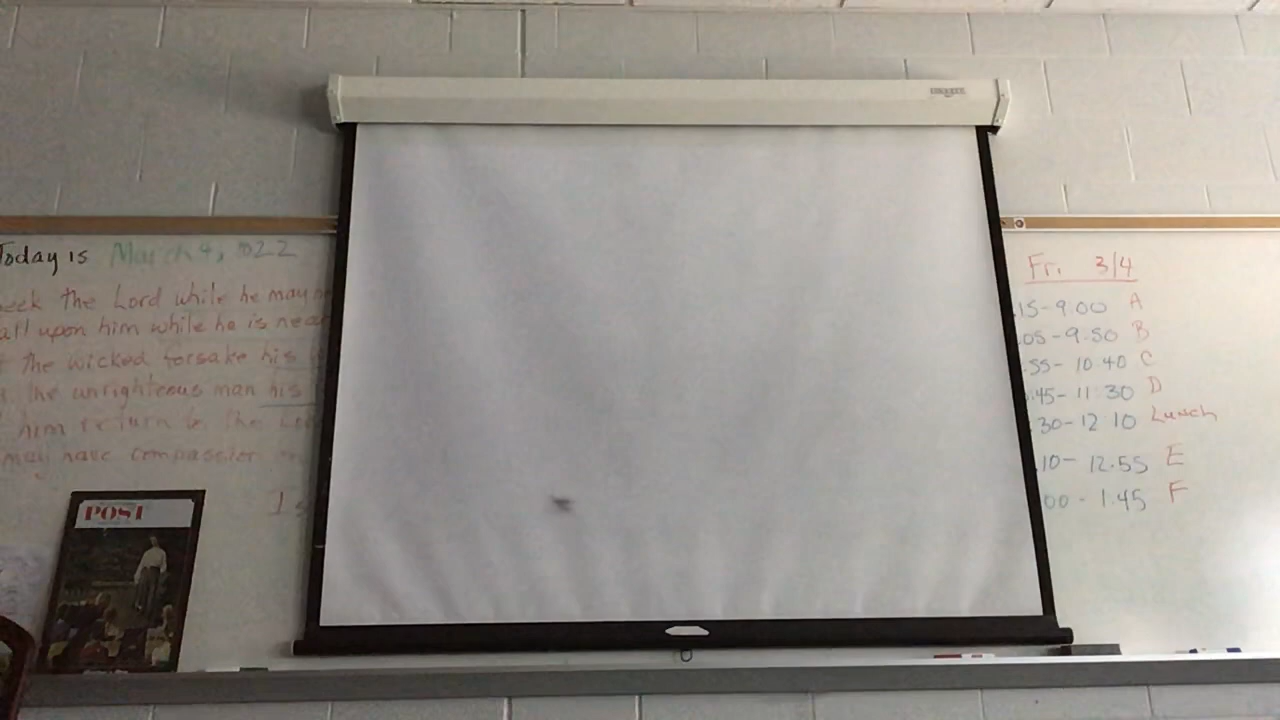 Today is March 4, 022
eek the Lord while he may
all upon him while he is near
the wicked forsake his
the unrighteous man his
him return to the Lo
may have compassion on
POST
Fri 3/4
15-9:00 A
05-9:50 B
55-10:40 C
:45-11:30 D
30-12:10 Lunch
10-12:55 E
00-1:45 F